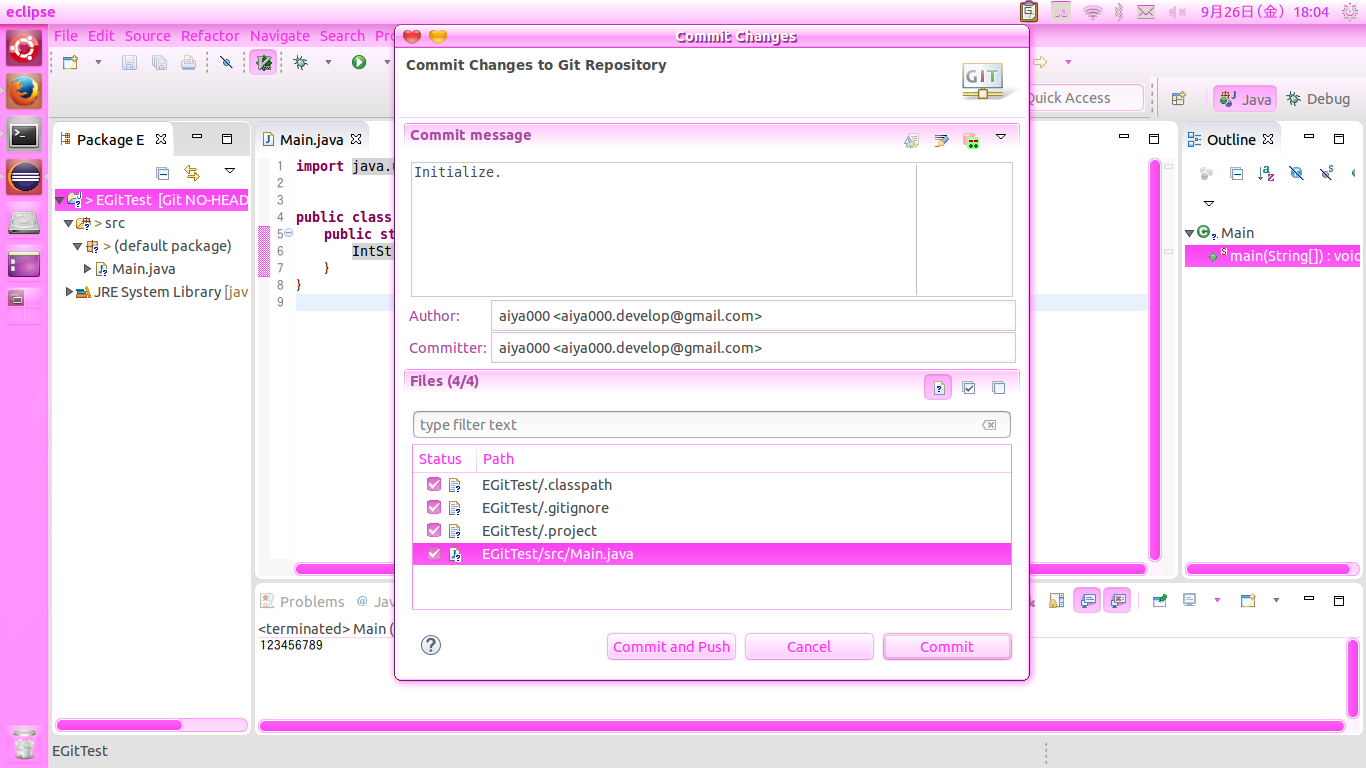 eclipse
Ja
9月26日(金) 18:04
File Edit Source Refactor Navigate Search
Commit Changes
Commit Changes to Git Repository
GIT
Quick Access
Java
Debug
Package E
> EGitTest [Git NO-HEAD
> src
> (default package)
Main.java
JRE System Library [jav
Main.java
1 import java.
2
3
4 public class
5 public st
6 IntSt
7 }
8 }
9
Commit message
Initialize.
Author: aiya000 <aiya000.develop@gmail.com>
Committer: aiya000 <aiya000.develop@gmail.com>
Files (4/4)
type filter text
Status Path
EGitTest/.classpath
EGitTest/.gitignore
EGitTest/.project
EGitTest/src/Main.java
Commit and Push
Cancel
Commit
Outline
Main
main(String[]) : voic
Problems
@ Jav
<terminated> Main (
123456789
EGitTest